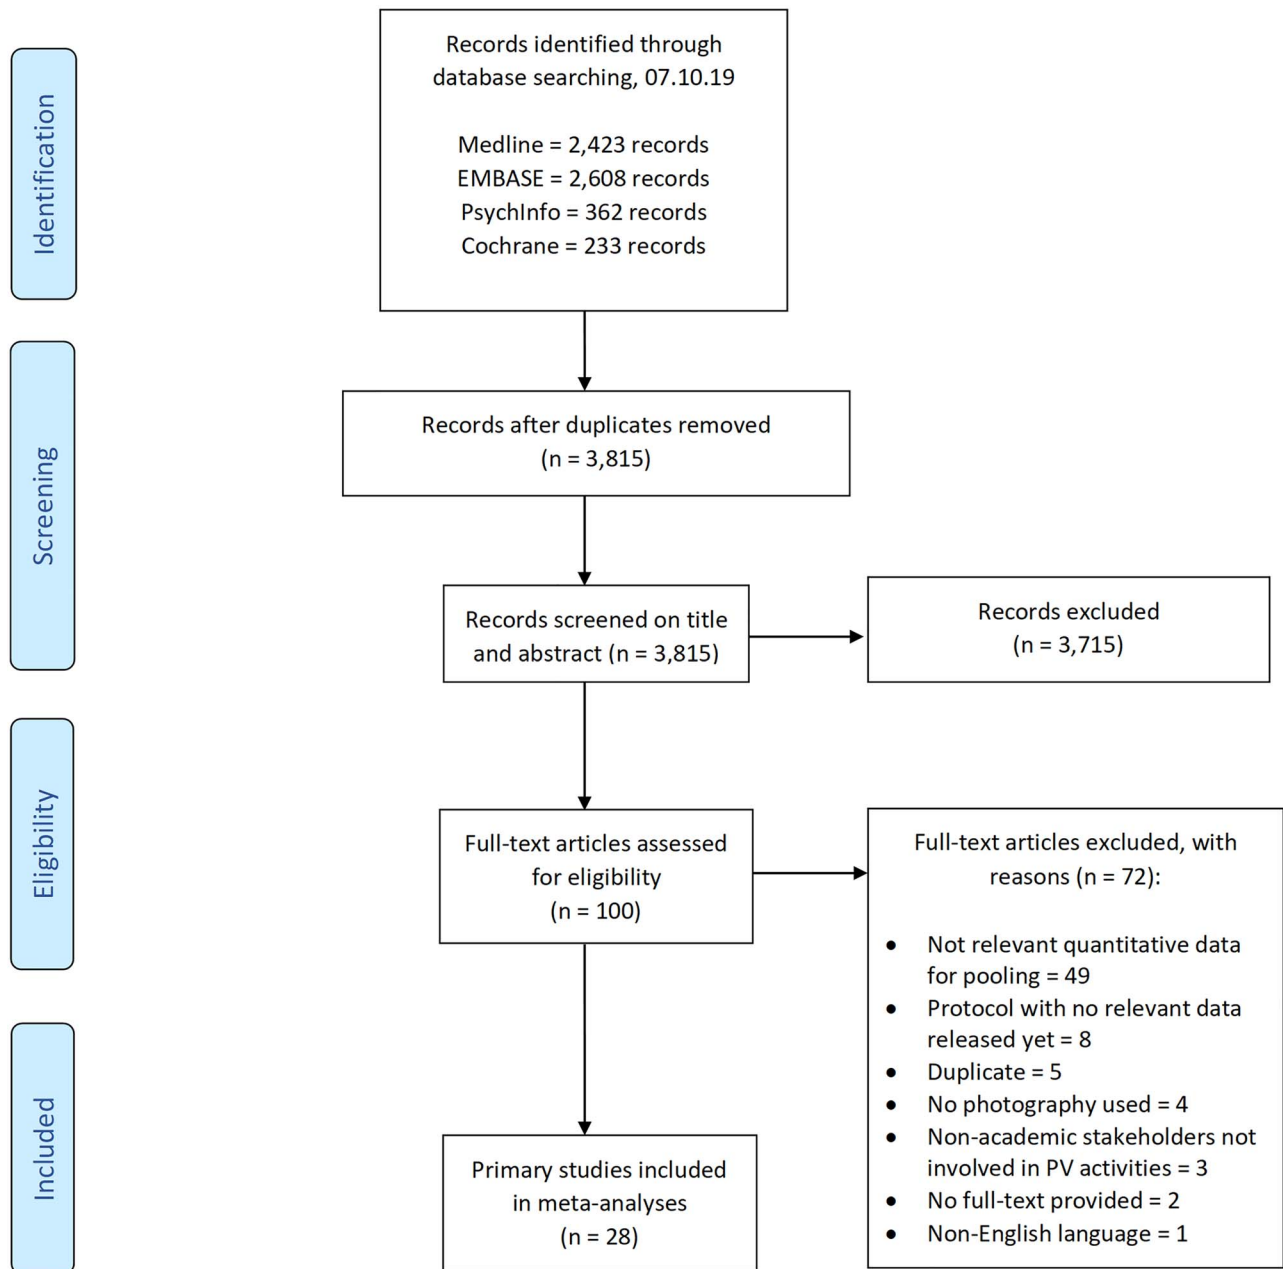 Identification
Records identified through
database searching, 07.10.19
Medline = 2,423 records
EMBASE = 2,608 records
PsychInfo = 362 records
Cochrane = 233 records
Screening
Records after duplicates removed
(n = 3,815)
Records screened on title
and abstract (n = 3,815)
Records excluded
(n = 3,715)
Eligibility
Full-text articles assessed
for eligibility
(n = 100)
Full-text articles excluded, with
reasons (n = 72):
• Not relevant quantitative data
for pooling = 49
• Protocol with no relevant data
released yet = 8
• Duplicate = 5
• No photography used = 4
• Non-academic stakeholders not
involved in PV activities = 3
• No full-text provided = 2
• Non-English language = 1
Included
Primary studies included
in meta-analyses
(n = 28)